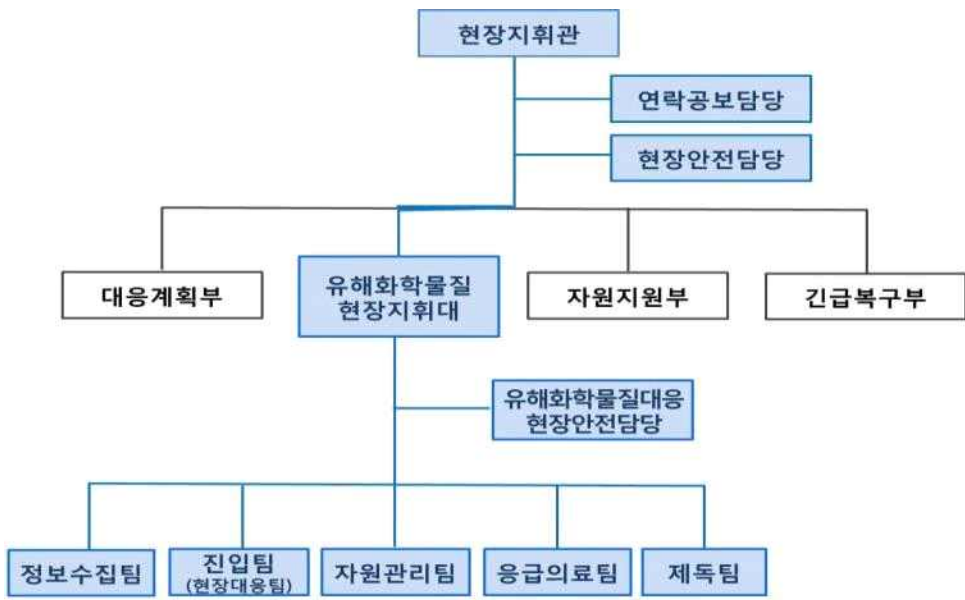 현장지휘관
연락공보담당
현장안전담당
대응계획부
유해화학물질
현장지휘대
자원지원부
긴급복구부
유해화학물질대응
현장안전담당
정보수집팀
진입팀
(현장대응팀)
자원관리팀
응급의료팀
제독팀